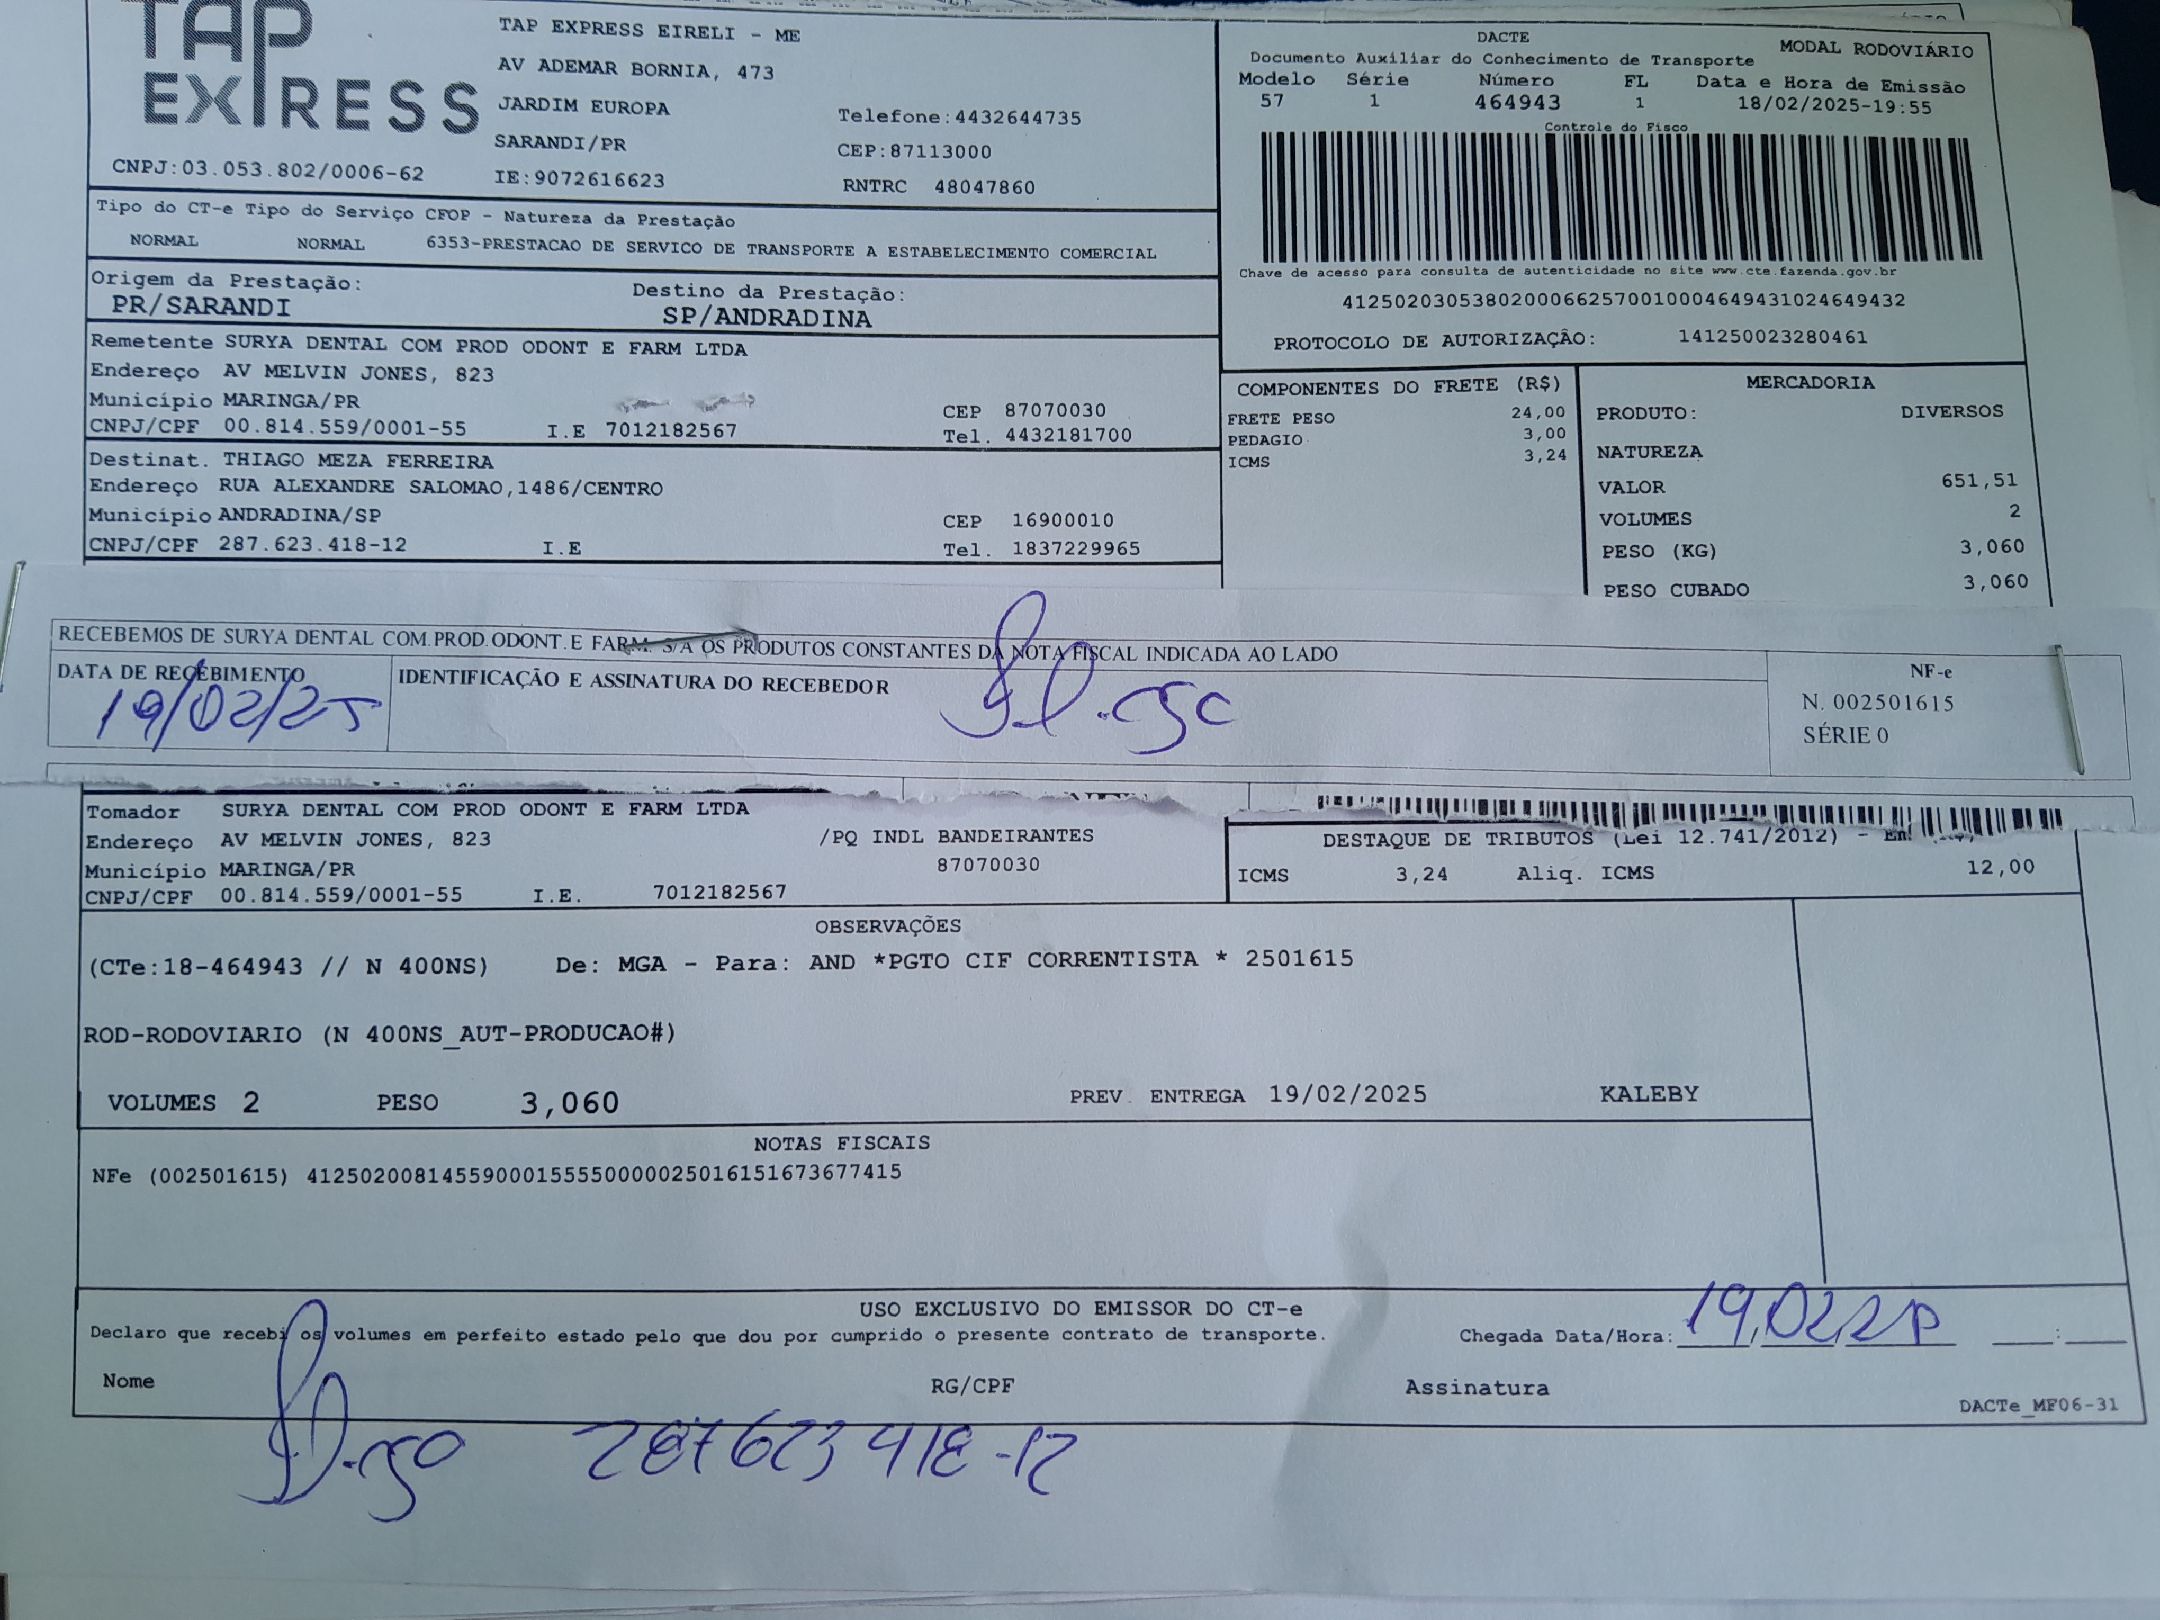 TAP EXPRESS
TAP EXPRESS EIRELI - ME
AV ADEMAR BORNIA, 473
JARDIM EUROPA Telefone:4432644735
SARANDI/PR CEP:87113000
CNPJ:03.053.802/0006-62 IE:9072616623 RNTRC 48047860
DACTE MODAL RODOVIÁRIO
Documento Auxiliar do Conhecimento de Transporte
Modelo Série Número FL Data e Hora de Emissão
57 1 464943 1 18/02/2025-19:55
Controle do Fisco
Chave de acesso para consulta de autenticidade no site www.cte.fazenda.gov.br
41250203053802000662570010004649431024649432
PROTOCOLO DE AUTORIZAÇÃO: 141250023280461
Tipo do CT-e Tipo do Serviço CFOP - Natureza da Prestação
NORMAL NORMAL 6353-PRESTACAO DE SERVICO DE TRANSPORTE A ESTABELECIMENTO COMERCIAL
Origem da Prestação: Destino da Prestação:
PR/SARANDI SP/ANDRADINA
Remetente SURYA DENTAL COM PROD ODONT E FARM LTDA
Endereço AV MELVIN JONES, 823
Município MARINGA/PR CEP 87070030
CNPJ/CPF 00.814.559/0001-55 I.E 7012182567 Tel. 4432181700
Destinat. THIAGO MEZA FERREIRA
Endereço RUA ALEXANDRE SALOMAO,1486/CENTRO
Município ANDRADINA/SP CEP 16900010
CNPJ/CPF 287.623.418-12 I.E Tel. 1837229965
COMPONENTES DO FRETE (R$)
FRETE PESO 24,00
PEDAGIO 3,00
ICMS 3,24
MERCADORIA
PRODUTO: DIVERSOS
NATUREZA
VALOR 651,51
VOLUMES 2
PESO (KG) 3,060
PESO CUBADO 3,060
RECEBEMOS DE SURYA DENTAL COM.PROD.ODONT.E FARM. S/A OS PRODUTOS CONSTANTES DA NOTA FISCAL INDICADA AO LADO
DATA DE RECEBIMENTO IDENTIFICAÇÃO E ASSINATURA DO RECEBEDOR
19/02/25
NF-e
N. 002501615
SÉRIE 0
Tomador SURYA DENTAL COM PROD ODONT E FARM LTDA
Endereço AV MELVIN JONES, 823 /PQ INDL BANDEIRANTES
Município MARINGA/PR 87070030
CNPJ/CPF 00.814.559/0001-55 I.E. 7012182567
DESTAQUE DE TRIBUTOS (Lei 12.741/2012) -
ICMS 3,24 Aliq. ICMS 12,00
OBSERVAÇÕES
(CTe:18-464943 // N 400NS) De: MGA - Para: AND *PGTO CIF CORRENTISTA * 2501615
ROD-RODOVIARIO (N 400NS_AUT-PRODUCAO#)
VOLUMES 2 PESO 3,060 PREV. ENTREGA 19/02/2025 KALEBY
NOTAS FISCAIS
NFe (002501615) 41250200814559000155550000025016151673677415
USO EXCLUSIVO DO EMISSOR DO CT-e
Declaro que recebi os volumes em perfeito estado pelo que dou por cumprido o presente contrato de transporte. Chegada Data/Hora: 19,02,25 :
Nome RG/CPF Assinatura
DACTe_MF06-31
287623418-12